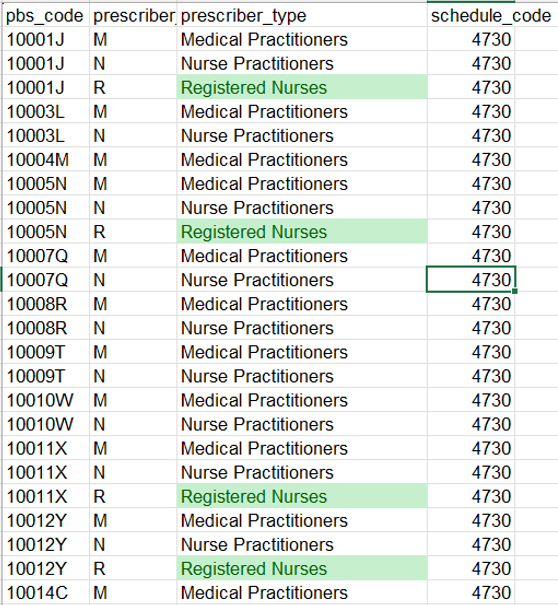 pbs_code prescriber_ prescriber_type schedule_code
10001J M Medical Practitioners 4730
10001J N Nurse Practitioners 4730
10001J R Registered Nurses 4730
10003L M Medical Practitioners 4730
10003L N Nurse Practitioners 4730
10004M M Medical Practitioners 4730
10005N M Medical Practitioners 4730
10005N N Nurse Practitioners 4730
10005N R Registered Nurses 4730
10007Q M Medical Practitioners 4730
10007Q N Nurse Practitioners 4730
10008R M Medical Practitioners 4730
10008R N Nurse Practitioners 4730
10009T M Medical Practitioners 4730
10009T N Nurse Practitioners 4730
10010W M Medical Practitioners 4730
10010W N Nurse Practitioners 4730
10011X M Medical Practitioners 4730
10011X N Nurse Practitioners 4730
10011X R Registered Nurses 4730
10012Y M Medical Practitioners 4730
10012Y N Nurse Practitioners 4730
10012Y R Registered Nurses 4730
10014C M Medical Practitioners 4730